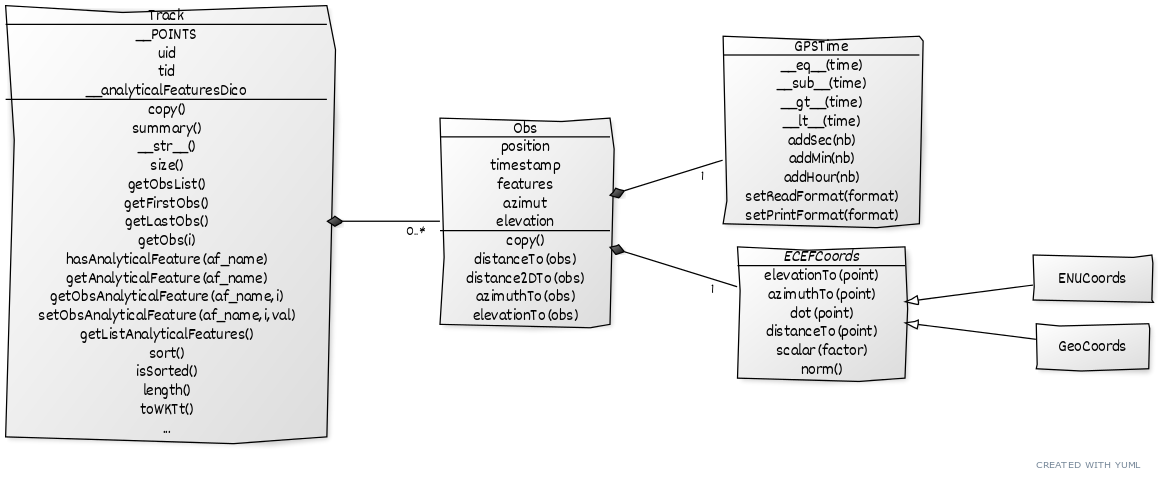 Track
__POINTS
uid
tid
__analyticalFeaturesDico
copy()
summary()
__str__()
size()
getObsList()
getFirstObs()
getLastObs()
getObs(i)
hasAnalyticalFeature(af_name)
getAnalyticalFeature(af_name)
getObsAnalyticalFeature(af_name, i)
setObsAnalyticalFeature(af_name, i, val)
getListAnalyticalFeatures()
sort()
isSorted()
length()
toWKTt()
...
0..*
Obs
position
timestamp
features
azimut
elevation
copy()
distanceTo(obs)
distance2DTo(obs)
azimuthTo(obs)
elevationTo(obs)
1
1
GPSTime
__eq__(time)
__sub__(time)
__gt__(time)
__lt__(time)
addSec(nb)
addMin(nb)
addHour(nb)
setReadFormat(format)
setPrintFormat(format)
ECEFCoords
elevationTo(point)
azimuthTo(point)
dot(point)
distanceTo(point)
scalar(factor)
norm()
ENUCoords
GeoCoords
CREATED WITH YUML